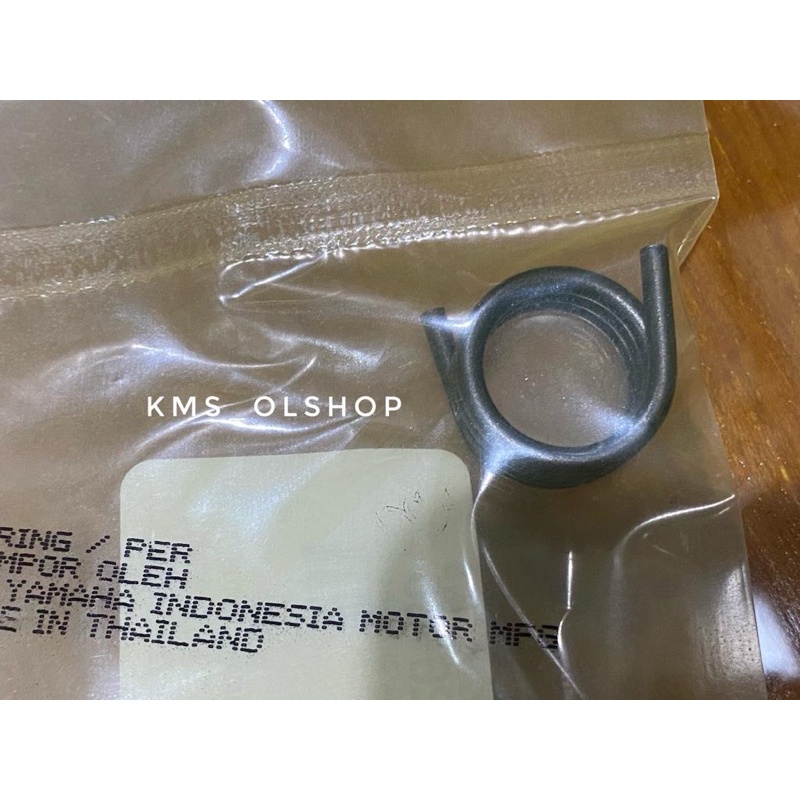 KMS OLSHOP
RING / PER
MPOR OLEH
YAMAHA INDONESIA MOTOR MFG
E IN THAILAND